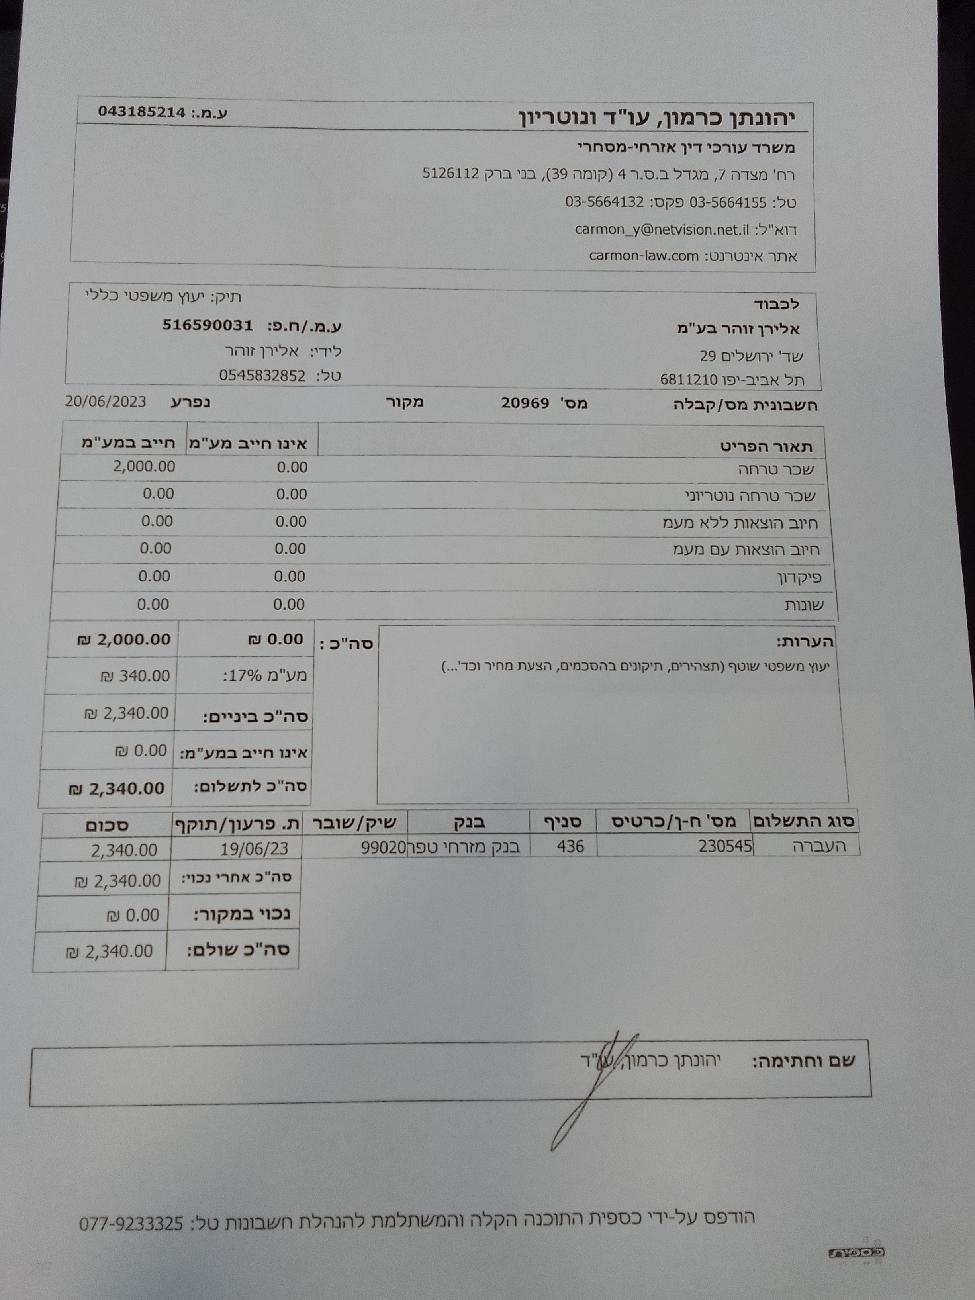 יהונתן כרמון, עו"ד ונוטריון ע.מ.: 043185214
משרד עורכי דין אזרחי-מסחרי
רח' מצדה 7, מגדל ב.ס.ר 4 (קומה 39), בני ברק 5126112
טל: 03-5664155 פקס: 03-5664132
דוא"ל: carmon_y@netvision.net.il
אתר אינטרנט: carmon-law.com
לכבוד תיק: יעוץ משפטי כללי
אלירן זוהר בע"מ ע.מ./ח.פ: 516590031
שד' ירושלים 29 לידי: אלירן זוהר
תל אביב-יפו 6811210 טל: 0545832852
חשבונית מס/קבלה מס' 20969 מקור נפרע 20/06/2023
תאור הפריט אינו חייב מע"מ חייב במע"מ
שכר טרחה 0.00 2,000.00
שכר טרחה נוטריוני 0.00 0.00
חיוב הוצאות ללא מעמ 0.00 0.00
חיוב הוצאות עם מעמ 0.00 0.00
פיקדון 0.00 0.00
שונות 0.00 0.00
הערות: סה"כ : 0.00 ₪ 2,000.00 ₪
יעוץ משפטי שוטף (תצהירים, תיקונים בהסכמים, הצעת מחיר וכד'...) מע"מ 17%: 340.00 ₪
סה"כ ביניים: 2,340.00 ₪
אינו חייב במע"מ: 0.00 ₪
סה"כ לתשלום: 2,340.00 ₪
סוג התשלום מס' ח-ן/כרטיס סניף בנק שיק/שובר ת. פרעון/תוקף סכום
העברה 230545 436 בנק מזרחי טפר 99020 19/06/23 2,340.00
סה"כ אחרי נכוי: 2,340.00 ₪
נכוי במקור: 0.00 ₪
סה"כ שולם: 2,340.00 ₪
שם וחתימה: יהונתן כרמון, עו"ד
הודפס על-ידי כספית התוכנה הקלה והמשתלמת להנהלת חשבונות טל: 077-9233325
כספית